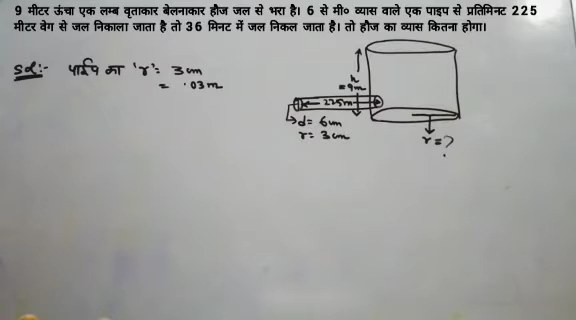 9 मीटर ऊंचा एक लम्ब वृताकार बेलनाकार हौज जल से भरा है। 6 से मी० व्यास वाले एक पाइप से प्रतिमिनट 225
मीटर वेग से जल निकाला जाता है तो 36 मिनट में जल निकल जाता है। तो हौज का व्यास कितना होगा।
Sol:- पाईप का 'r' = 3cm
= .03m
h
= 9m
225m
d= 6cm
r= 3cm
r=?